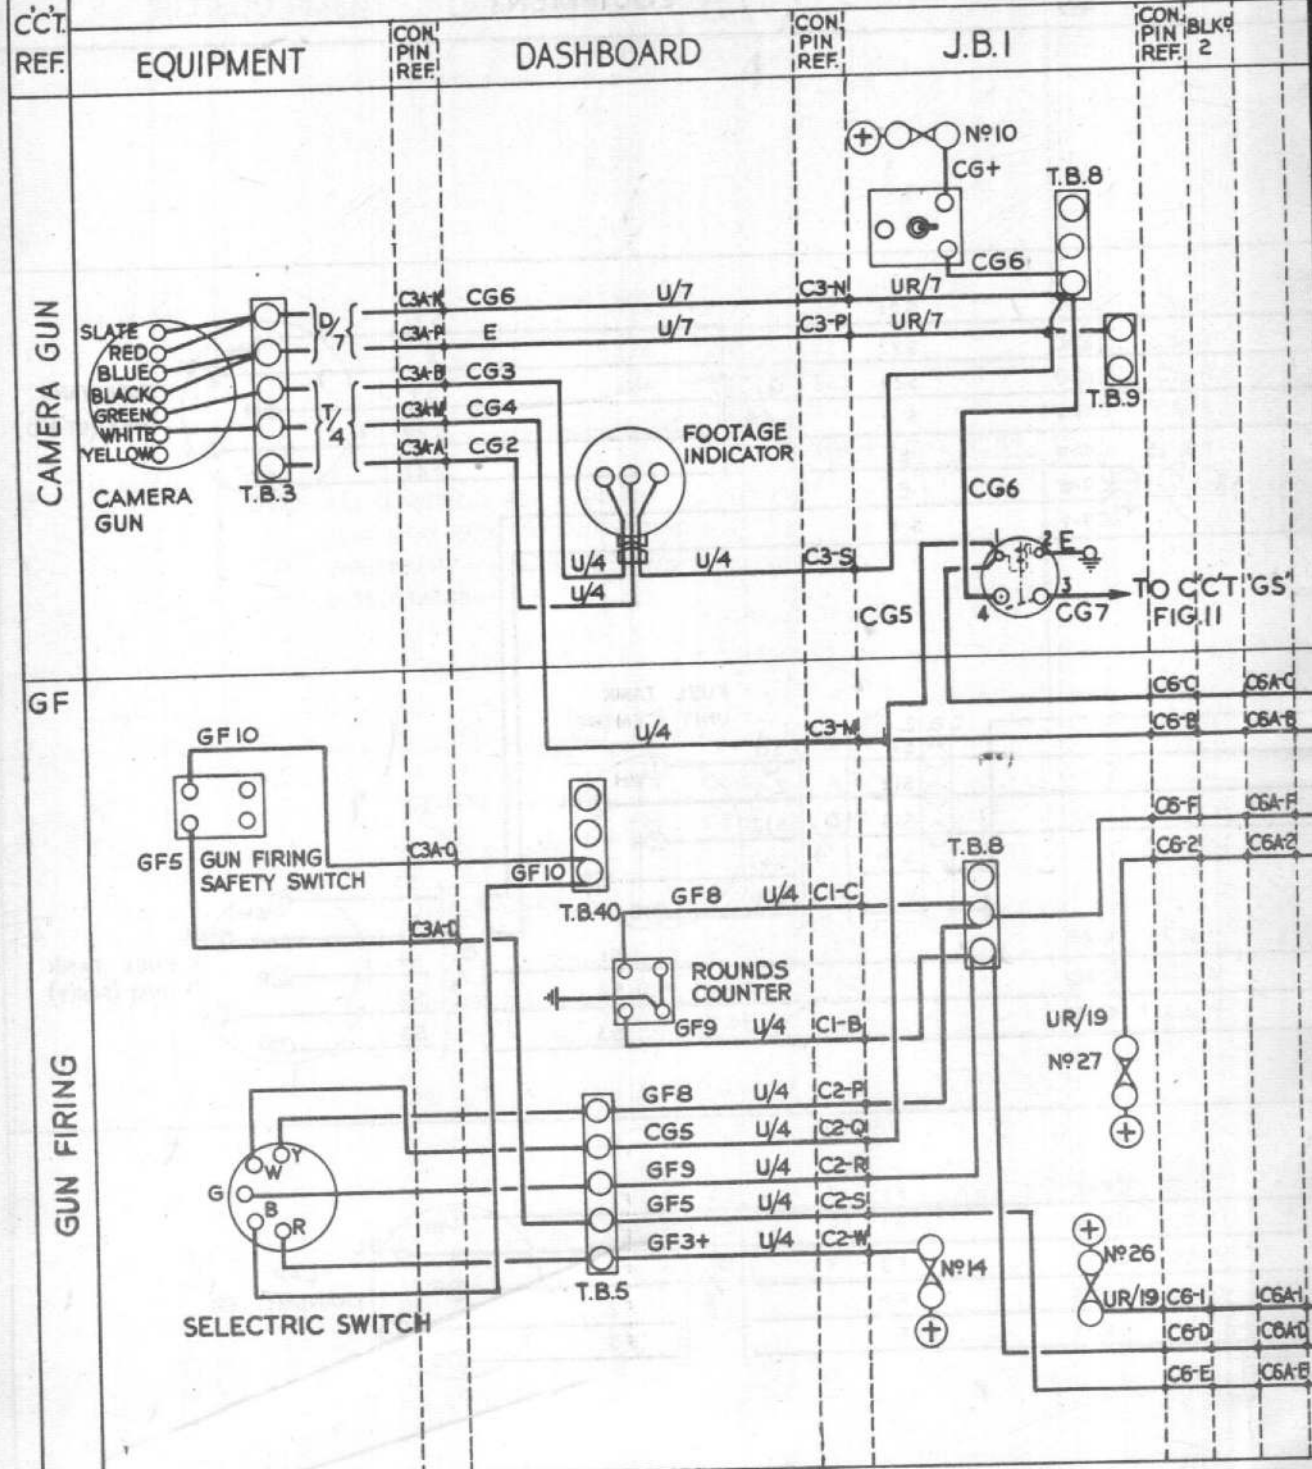 C'C'T.
REF.
EQUIPMENT
CON.
PIN
REF.
DASHBOARD
CON
PIN
REF.
J.B.1
CON.
PIN
REF.
BLKD
2
CAMERA GUN
Nº10
CG+
T.B.8
CG6
C3A-K
CG6
U/7
C3-N
UR/7
C3A-P
E
U/7
C3-P
UR/7
SLATE
RED
BLUE
BLACK
GREEN
WHITE
YELLOW
D/7
T/4
C3A-B
CG3
C3A-M
CG4
C3A-A
CG2
T.B.9
FOOTAGE
INDICATOR
T.B.3
CAMERA
GUN
CG6
U/4
U/4
C3-S
U/4
1
2
E
3
4
CG5
CG7
TO C'C'T "GS"
FIG.11
GF
C6-C
C6A-C
U/4
C3-M
C6-B
C6A-B
GF10
C6-F
C6A-F
GF5
GUN FIRING
SAFETY SWITCH
C3A-O
GF10
T.B.8
C6-2
C6A-2
T.B.40
GF8
U/4
C1-C
C3A-D
ROUNDS
COUNTER
GF9
U/4
C1-B
UR/19
Nº27
GUN FIRING
GF8
U/4
C2-P
CG5
U/4
C2-Q
GF9
U/4
C2-R
GF5
U/4
C2-S
GF3+
U/4
C2-W
Y
W
G
B
R
T.B.5
Nº14
Nº26
UR/19
C6-1
C6A-1
SELECTRIC SWITCH
C6-D
C6A-D
C6-E
C6A-E